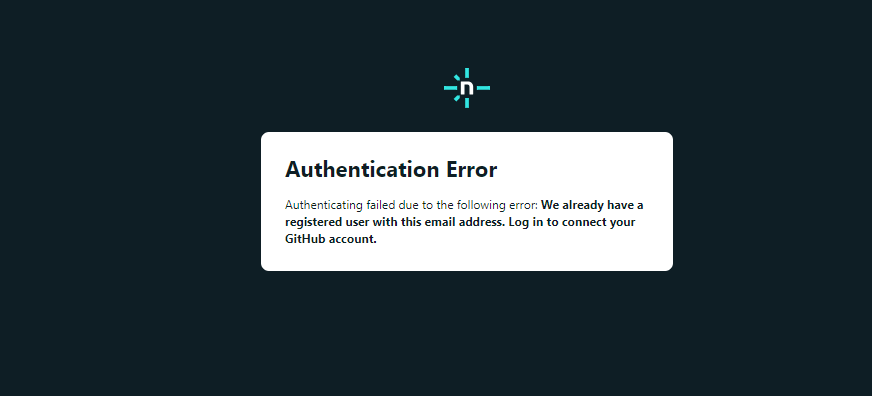 n
Authentication Error
Authenticating failed due to the following error: We already have a
registered user with this email address. Log in to connect your
GitHub account.